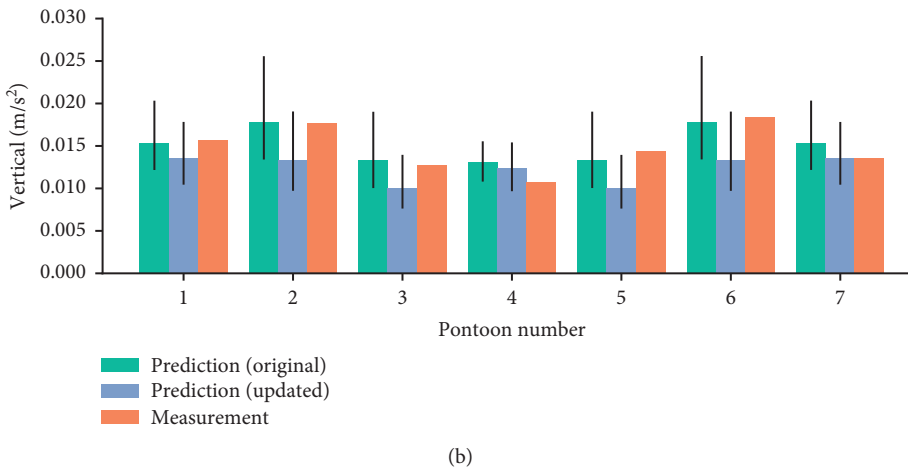 0.030
0.025
0.020
0.015
0.010
0.005
0.000
Vertical (m/s²)
1 2 3 4 5 6 7
Pontoon number
Prediction (original)
Prediction (updated)
Measurement
(b)